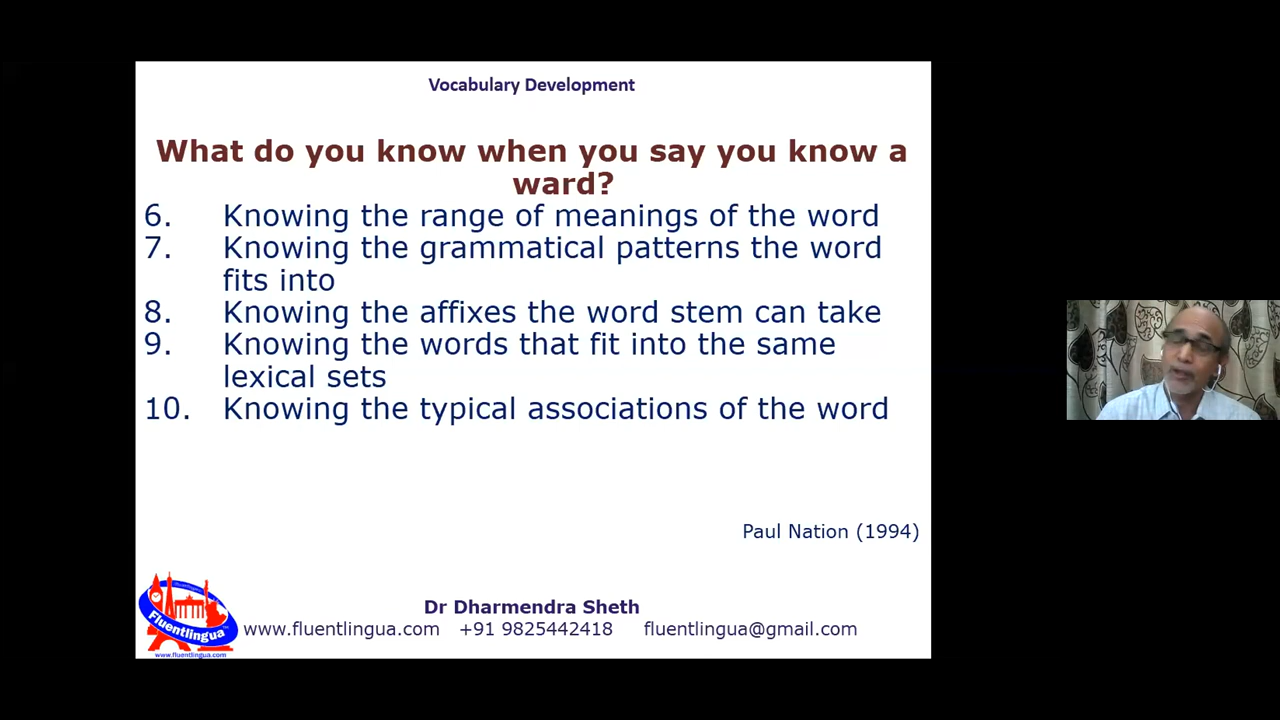 Vocabulary Development
What do you know when you say you know a
ward?
6. Knowing the range of meanings of the word
7. Knowing the grammatical patterns the word
fits into
8. Knowing the affixes the word stem can take
9. Knowing the words that fit into the same
lexical sets
10. Knowing the typical associations of the word
Paul Nation (1994)
Fluentlingua
www.fluentlingua.com
Dr Dharmendra Sheth
www.fluentlingua.com +91 9825442418 fluentlingua@gmail.com